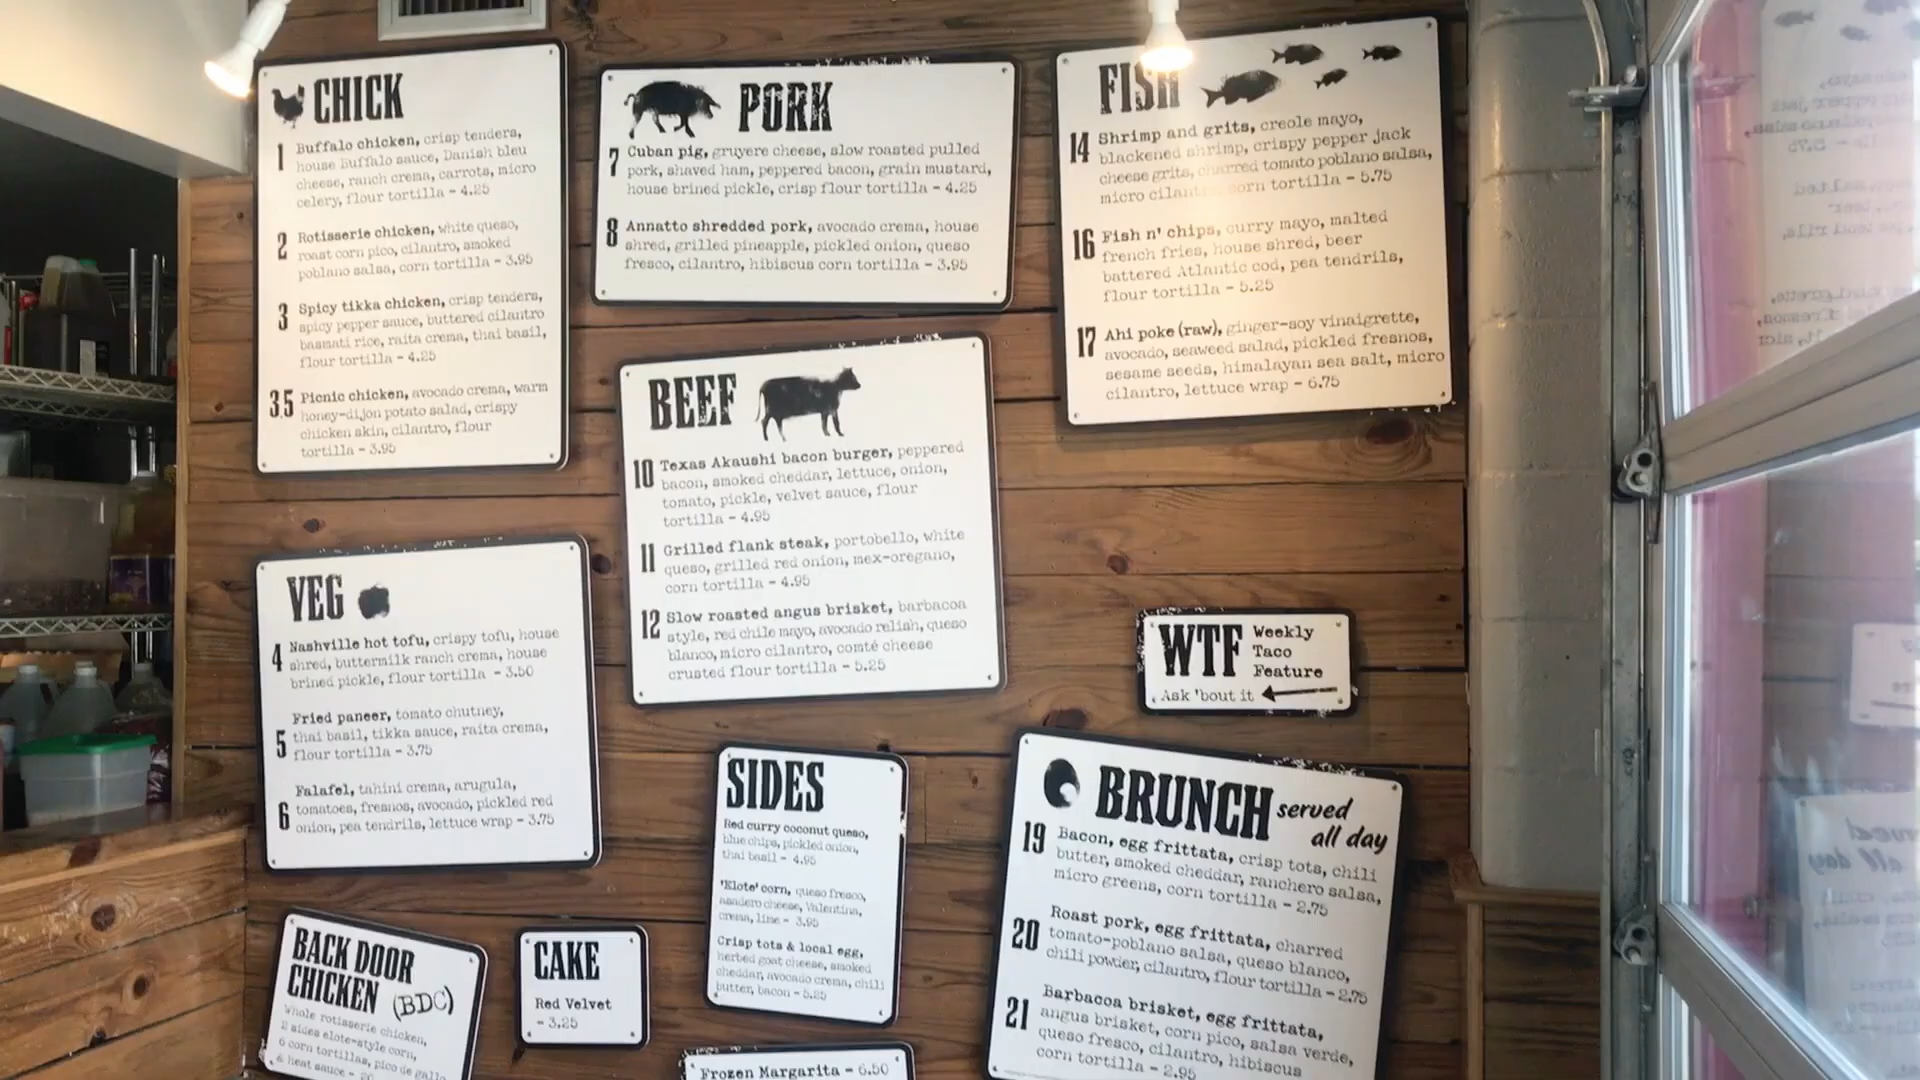 CHICK
1 Buffalo chicken, crisp tenders,
house Buffalo sauce, Danish bleu
cheese, ranch crema, carrots, micro
celery, flour tortilla - 4.25
2 Rotisserie chicken, white queso,
roast corn pico, cilantro, smoked
poblano salsa, corn tortilla - 3.95
3 Spicy tikka chicken, crisp tenders,
spicy pepper sauce, buttered cilantro
basmati rice, raita crema, thai basil,
flour tortilla - 4.25
3.5 Picnic chicken, avocado crema, warm
honey-dijon potato salad, crispy
chicken skin, cilantro, flour
tortilla - 3.95
PORK
7 Cuban pig, gruyere cheese, slow roasted pulled
pork, shaved ham, peppered bacon, grain mustard,
house brined pickle, crisp flour tortilla - 4.25
8 Annatto shredded pork, avocado crema, house
shred, grilled pineapple, pickled onion, queso
fresco, cilantro, hibiscus corn tortilla - 3.95
FISH
14 Shrimp and grits, creole mayo,
blackened shrimp, crispy pepper jack
cheese grits, charred tomato poblano salsa,
micro cilantro, corn tortilla - 5.75
16 Fish n' chips, curry mayo, malted
french fries, house shred, beer
battered Atlantic cod, pea tendrils,
flour tortilla - 5.25
17 Ahi poke (raw), ginger-soy vinaigrette,
avocado, seaweed salad, pickled fresnos,
sesame seeds, himalayan sea salt, micro
cilantro, lettuce wrap - 6.75
BEEF
10 Texas Akaushi bacon burger, peppered
bacon, smoked cheddar, lettuce, onion,
tomato, pickle, velvet sauce, flour
tortilla - 4.95
11 Grilled flank steak, portobello, white
queso, grilled red onion, mex-oregano,
corn tortilla - 4.95
12 Slow roasted angus brisket, barbacoa
style, red chile mayo, avocado relish, queso
blanco, micro cilantro, comté cheese
crusted flour tortilla - 5.25
VEG
4 Nashville hot tofu, crispy tofu, house
shred, buttermilk ranch crema, house
brined pickle, flour tortilla - 3.50
5 Fried paneer, tomato chutney,
thai basil, tikka sauce, raita crema,
flour tortilla - 3.75
6 Falafel, tahini crema, arugula,
tomatoes, fresnos, avocado, pickled red
onion, pea tendrils, lettuce wrap - 3.75
WTF Weekly
Taco
Feature
Ask 'bout it
SIDES
Red curry coconut queso,
blue chips, pickled onion,
thai basil - 4.95
'Elote' corn, queso fresco,
asadero cheese, Valentina,
crema, lime - 3.95
Crisp tots & local egg,
herbed goat cheese, smoked
cheddar, avocado crema, chili
butter, bacon - 5.25
BRUNCH served
all day
19 Bacon, egg frittata, crisp tots, chili
butter, smoked cheddar, ranchero salsa,
micro greens, corn tortilla - 2.75
20 Roast pork, egg frittata, charred
tomato-poblano salsa, queso blanco,
chili powder, cilantro, flour tortilla - 2.75
21 Barbacoa brisket, egg frittata,
angus brisket, corn pico, salsa verde,
queso fresco, cilantro, hibiscus
corn tortilla - 2.95
BACK DOOR
CHICKEN (BDC)
Whole rotisserie chicken,
2 sides elote-style corn,
6 corn tortillas, pico de gallo
& heat sauce -
CAKE
Red Velvet
- 3.25
Frozen Margarita - 6.50